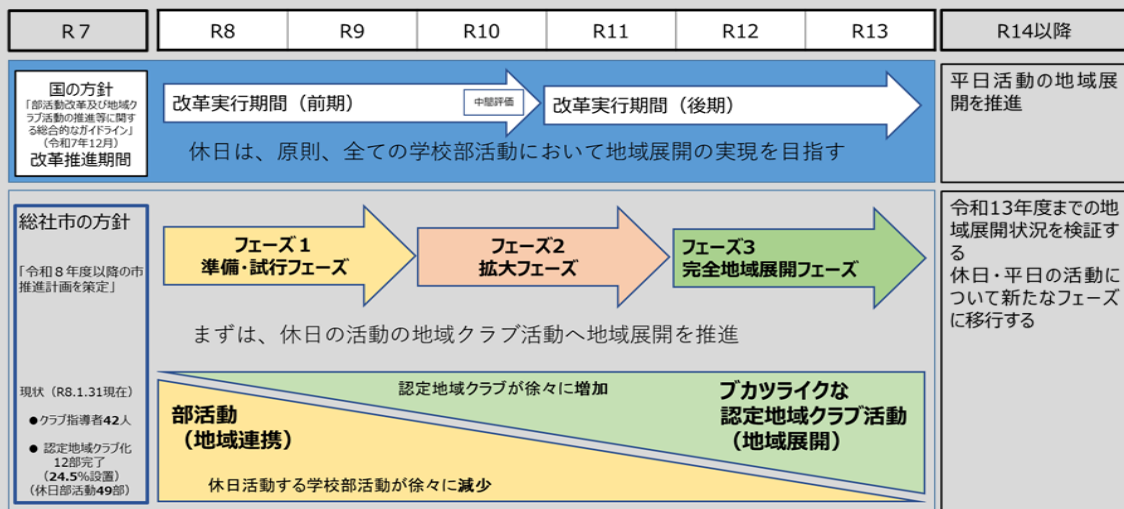 R7
R8
R9
R10
R11
R12
R13
R14以降
国の方針
「部活動改革及び地域ク
ラブ活動の推進等に関す
る総合的なガイドライン」
(令和7年12月)
改革推進期間
改革実行期間(前期)
中間評価
改革実行期間(後期)
休日は、原則、全ての学校部活動において地域展開の実現を目指す
平日活動の地域展
開を推進
総社市の方針
「令和8年度以降の市
推進計画を策定」
フェーズ1
準備・試行フェーズ
フェーズ2
拡大フェーズ
フェーズ3
完全地域展開フェーズ
まずは、休日の活動の地域クラブ活動へ地域展開を推進
令和13年度までの地
域展開状況を検証す
る
休日・平日の活動に
ついて新たなフェーズ
に移行する
現状(R8.1.31現在)
●クラブ指導者42人
● 認定地域クラブ化
12部完了
(24.5%設置)
(休日部活動49部)
認定地域クラブが徐々に増加
部活動
(地域連携)
ブカツライクな
認定地域クラブ活動
(地域展開)
休日活動する学校部活動が徐々に減少